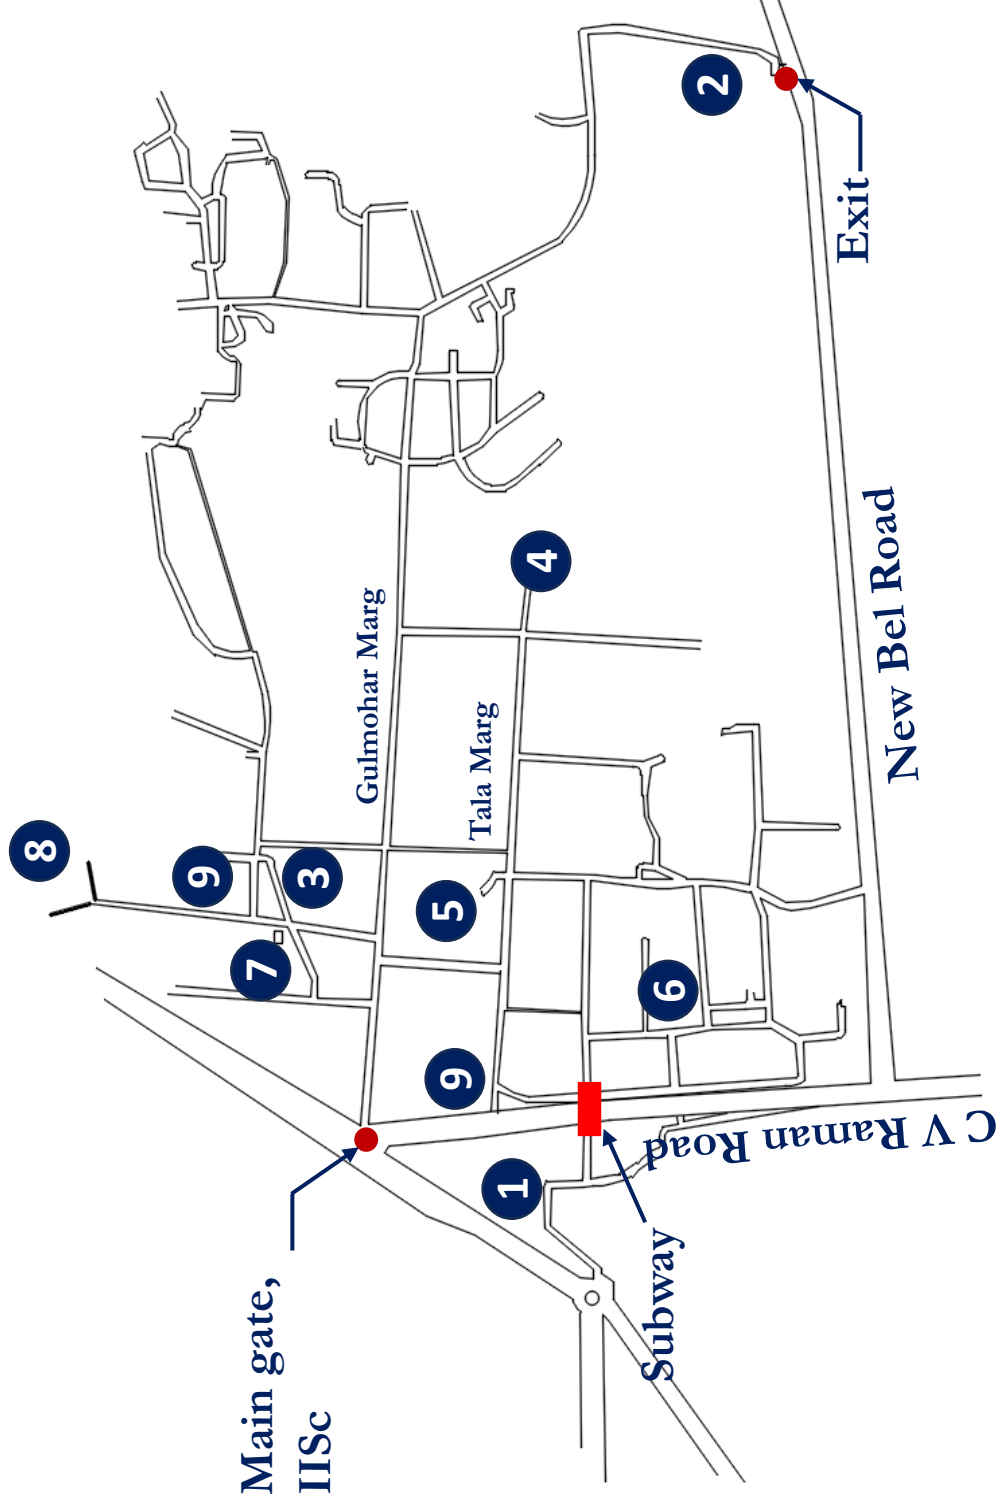 8
9
7
Main gate,
IISc
3
Gulmohar Marg
5
9
Tala Marg
1
4
Subway
6
2
C V Raman Road
Exit
New Bel Road